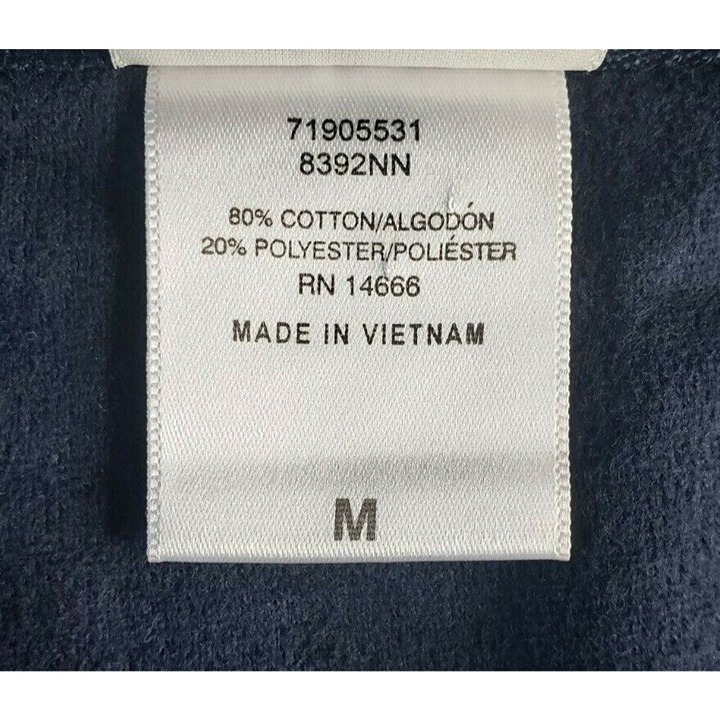 71905531
8392NN
80% COTTON/ALGODÓN
20% POLYESTER/POLIÉSTER
RN 14666
MADE IN VIETNAM
M